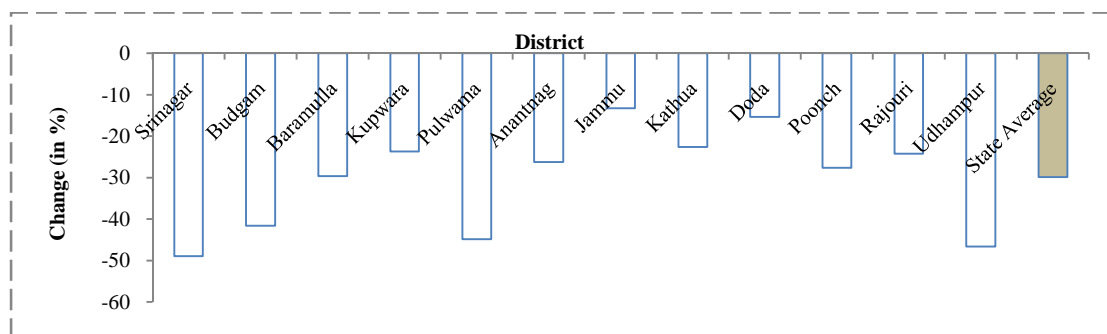 District
0
-10
-20
-30
-40
-50
-60
Change (in %)
Srinagar
Budgam
Baramulla
Kupwara
Pulwama
Anantnag
Jammu
Kathua
Doda
Poonch
Rajouri
Udhampur
State Average